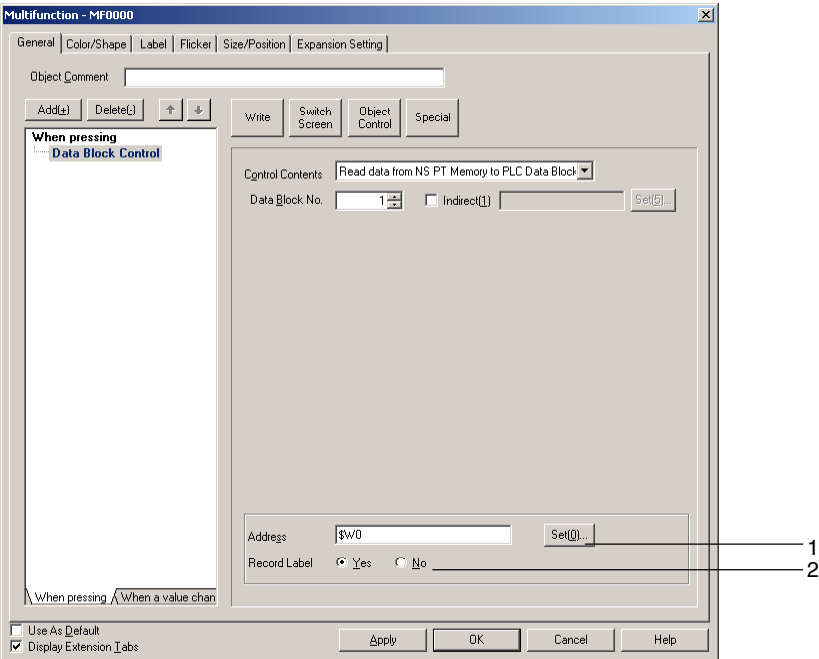 Multifunction - MF0000
General Color/Shape Label Flicker Size/Position Expansion Setting
Object Comment
Add(+) Delete(-)
Write Switch Screen Object Control Special
When pressing
Data Block Control
Control Contents Read data from NS PT Memory to PLC Data Block
Data Block No. 1 Indirect(1) Set(5)...
Address $W0 Set(0)...
1
Record Label Yes No
2
When pressing When a value chan
Use As Default
Display Extension Tabs
Apply OK Cancel Help